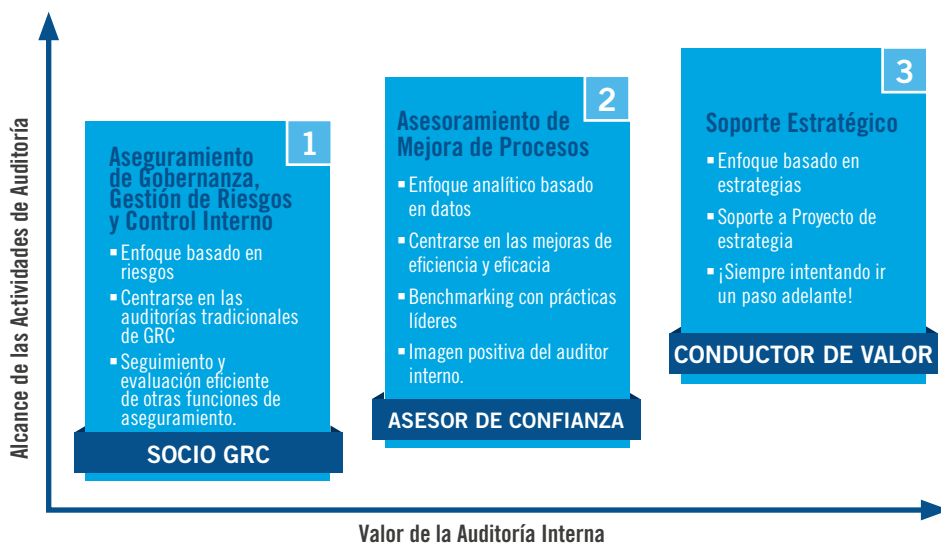 Alcance de las Actividades de Auditoría
1
Aseguramiento
de Gobernanza,
Gestión de Riesgos
y Control Interno
▪ Enfoque basado en
riesgos
▪ Centrarse en las
auditorías tradicionales
de GRC
▪ Seguimiento y
evaluación eficiente
de otras funciones de
aseguramiento.
SOCIO GRC
2
Asesoramiento de
Mejora de Procesos
▪ Enfoque analítico basado
en datos
▪ Centrarse en las mejoras de
eficiencia y eficacia
▪ Benchmarking con prácticas
líderes
▪ Imagen positiva del auditor
interno.
ASESOR DE CONFIANZA
3
Soporte Estratégico
▪ Enfoque basado en
estrategias
▪ Soporte a Proyecto de
estrategia
▪ ¡Siempre intentando ir
un paso adelante!
CONDUCTOR DE VALOR
Valor de la Auditoría Interna